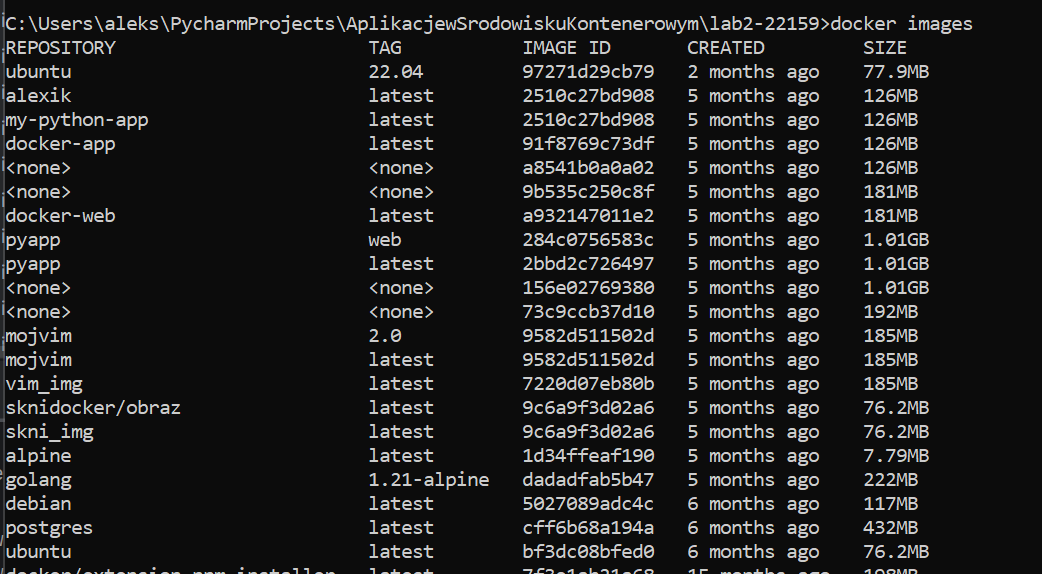 C:\Users\aleks\PycharmProjects\AplikacjewSrodowiskuKontenerowym\lab2-22159>docker images
REPOSITORY TAG IMAGE ID CREATED SIZE
ubuntu 22.04 97271d29cb79 2 months ago 77.9MB
alexik latest 2510c27bd908 5 months ago 126MB
my-python-app latest 2510c27bd908 5 months ago 126MB
docker-app latest 91f8769c73df 5 months ago 126MB
<none> <none> a8541b0a0a02 5 months ago 126MB
<none> <none> 9b535c250c8f 5 months ago 181MB
docker-web latest a932147011e2 5 months ago 181MB
pyapp web 284c0756583c 5 months ago 1.01GB
pyapp latest 2bbd2c726497 5 months ago 1.01GB
<none> <none> 156e02769380 5 months ago 1.01GB
<none> <none> 73c9ccb37d10 5 months ago 192MB
mojvim 2.0 9582d511502d 5 months ago 185MB
mojvim latest 9582d511502d 5 months ago 185MB
vim_img latest 7220d07eb80b 5 months ago 185MB
sknidocker/obraz latest 9c6a9f3d02a6 5 months ago 76.2MB
skni_img latest 9c6a9f3d02a6 5 months ago 76.2MB
alpine latest 1d34ffeaf190 5 months ago 7.79MB
golang 1.21-alpine dadadfab5b47 5 months ago 222MB
debian latest 5027089adc4c 6 months ago 117MB
postgres latest cff6b68a194a 6 months ago 432MB
ubuntu latest bf3dc08bfed0 6 months ago 76.2MB
latest months ago